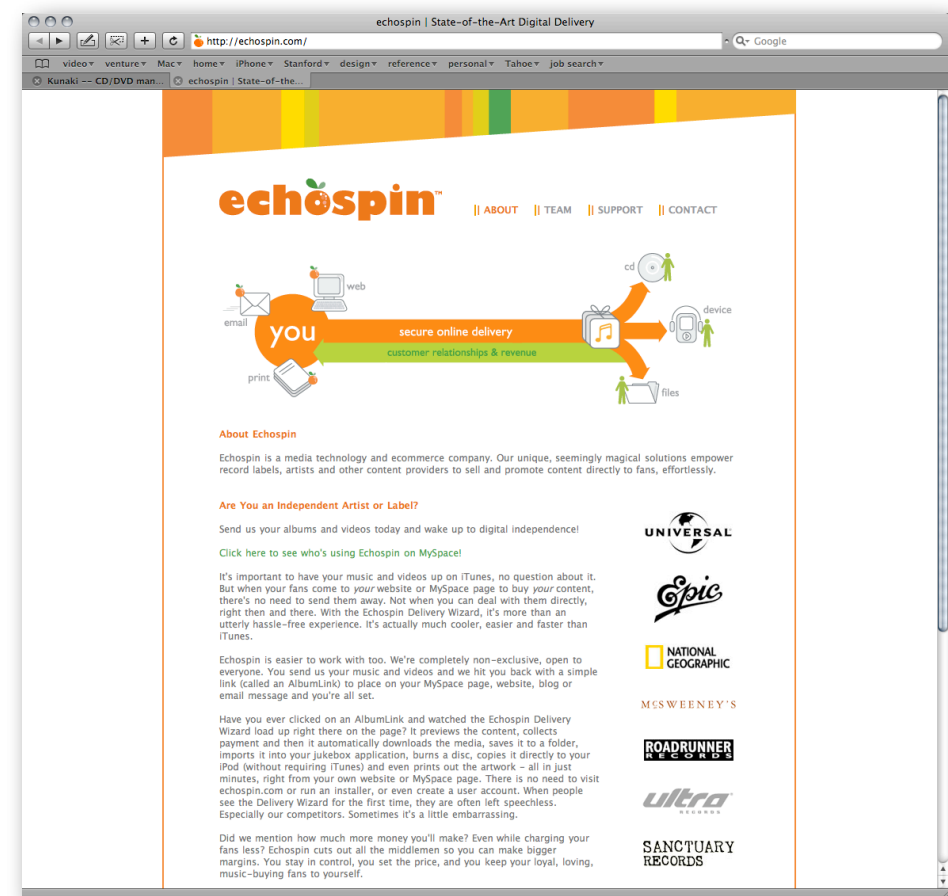 echospin | State-of-the-Art Digital Delivery
http://echospin.com/
Google
video venture Mac home iPhone Stanford design reference personal Tahoe job search
Kunaki -- CD/DVD man...
echospin | State-of-the...
echospin™
|| ABOUT || TEAM || SUPPORT || CONTACT
cd
web
device
email
you
secure online delivery
customer relationships & revenue
print
files
About Echospin
Echospin is a media technology and ecommerce company. Our unique, seemingly magical solutions empower
record labels, artists and other content providers to sell and promote content directly to fans, effortlessly.
Are You an Independent Artist or Label?
Send us your albums and videos today and wake up to digital independence!
Click here to see who's using Echospin on MySpace!
It's important to have your music and videos up on iTunes, no question about it.
But when your fans come to your website or MySpace page to buy your content,
there's no need to send them away. Not when you can deal with them directly,
right then and there. With the Echospin Delivery Wizard, it's more than an
utterly hassle-free experience. It's actually much cooler, easier and faster than
iTunes.
Echospin is easier to work with too. We're completely non-exclusive, open to
everyone. You send us your music and videos and we hit you back with a simple
link (called an AlbumLink) to place on your MySpace page, website, blog or
email message and you're all set.
Have you ever clicked on an AlbumLink and watched the Echospin Delivery
Wizard load up right there on the page? It previews the content, collects
payment and then it automatically downloads the media, saves it to a folder,
imports it into your jukebox application, burns a disc, copies it directly to your
iPod (without requiring iTunes) and even prints out the artwork – all in just
minutes, right from your own website or MySpace page. There is no need to visit
echospin.com or run an installer, or even create a user account. When people
see the Delivery Wizard for the first time, they are often left speechless.
Especially our competitors. Sometimes it's a little embarrassing.
Did we mention how much more money you'll make? Even while charging your
fans less? Echospin cuts out all the middlemen so you can make bigger
margins. You stay in control, you set the price, and you keep your loyal, loving,
music-buying fans to yourself.
UNIVERSAL
Epic
NATIONAL
GEOGRAPHIC
McSWEENEY'S
ROADRUNNER
RECORDS
ultra
RECORDS
SANCTUARY
RECORDS